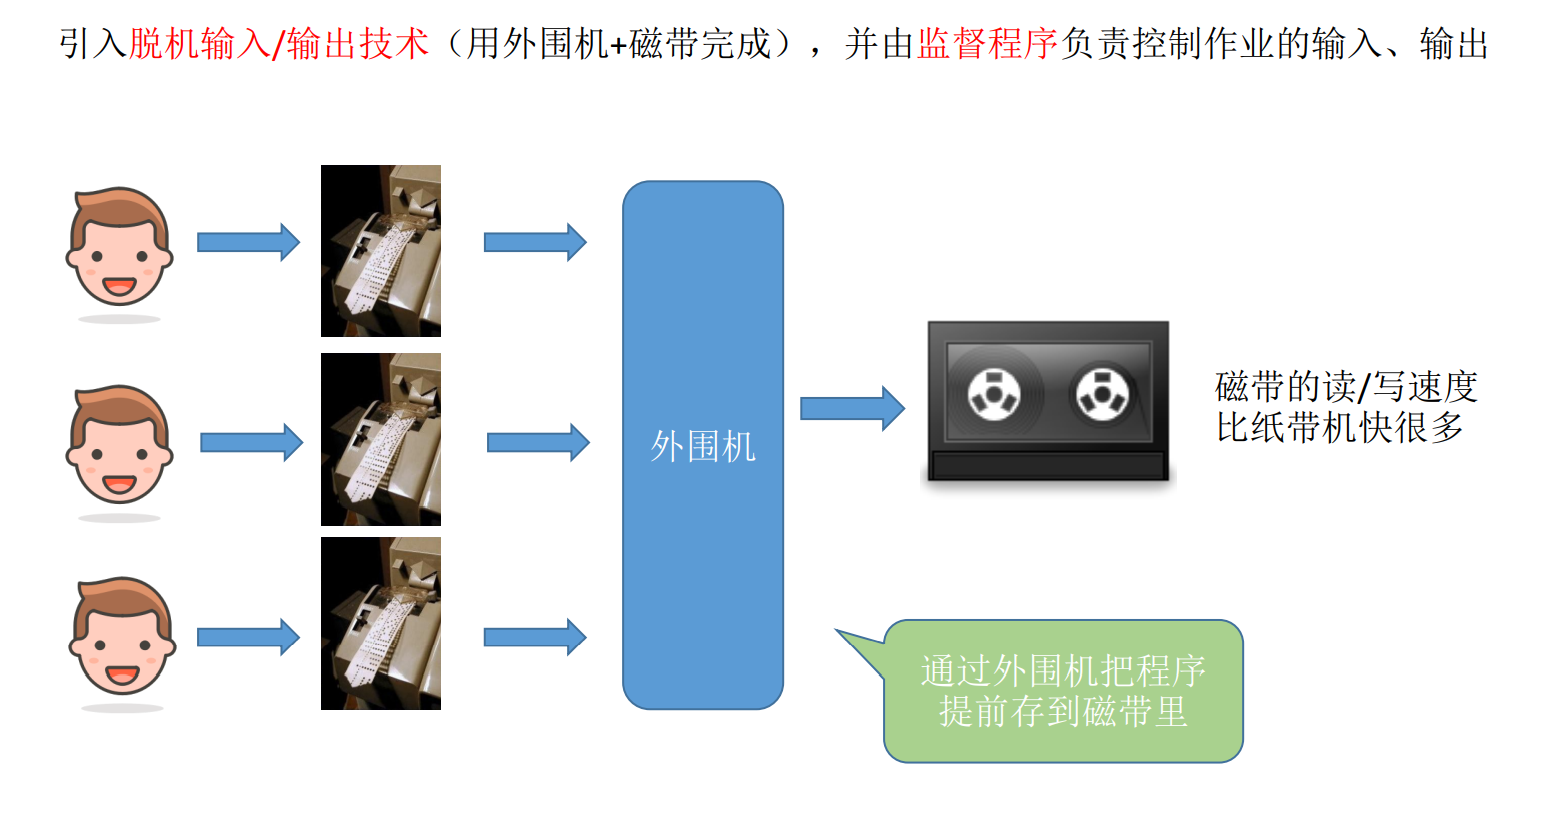 引入脱机输入/输出技术（用外围机+磁带完成），并由监督程序负责控制作业的输入、输出
磁带的读/写速度
比纸带机快很多
外围机
通过外围机把程序
提前存到磁带里